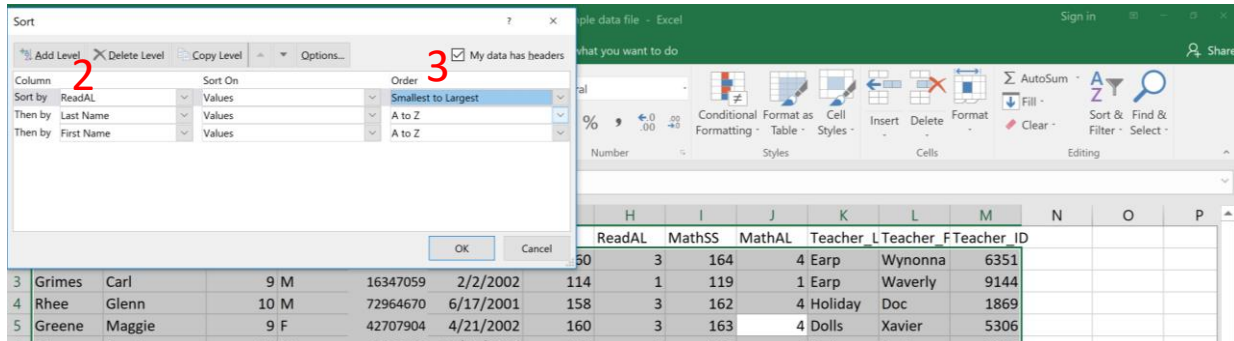 Sort ? ×
ple data file - Excel
Sign in
what you want to do
Share
Add Level Delete Level Copy Level Options...
3 My data has headers
2
Column Sort On Order
Sort by ReadAL Values Smallest to Largest
Then by Last Name Values A to Z
Then by First Name Values A to Z
OK Cancel
% , .0 .00 .00 .0
Conditional Formatting Format as Table Cell Styles
Insert Delete Format
Σ AutoSum
Fill
Clear
Sort & Filter Find & Select
Number Styles Cells Editing
H I J K L M N O P
ReadAL MathSS MathAL Teacher_L Teacher_F Teacher_ID
60 3 164 4 Earp Wynonna 6351
3 Grimes Carl 9 M 16347059 2/2/2002 114 1 119 1 Earp Waverly 9144
4 Rhee Glenn 10 M 72964670 6/17/2001 158 3 162 4 Holiday Doc 1869
5 Greene Maggie 9 F 42707904 4/21/2002 160 3 163 4 Dolls Xavier 5306